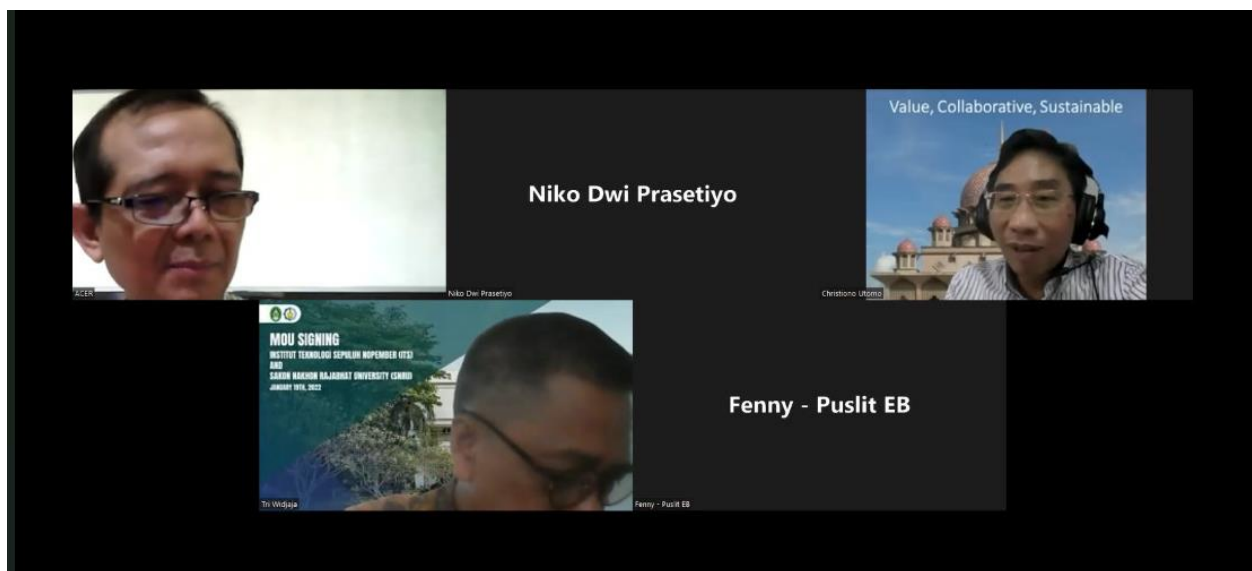 Value, Collaborative, Sustainable
Niko Dwi Prasetiyo
ACER
Niko Dwi Prasetiyo
Christiono Utomo
MOU SIGNING
INSTITUT TEKNOLOGI SEPULUH NOPEMBER (ITS)
AND
SAKON NAKHON RAJABHAT UNIVERSITY (SNRU)
JANUARY 19TH, 2022
Fenny - Puslit EB
Tri Widjaja
Fenny - Puslit EB